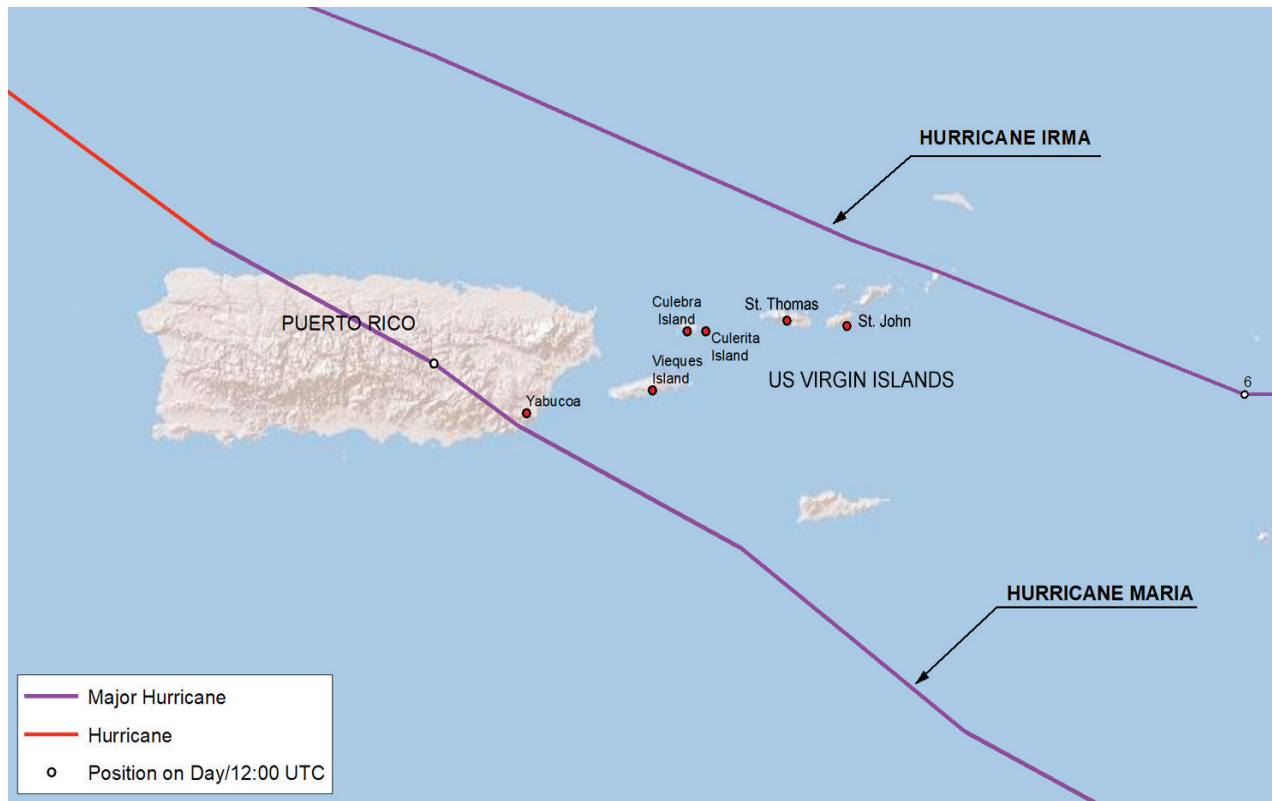 HURRICANE IRMA
Culebra
Island
St. Thomas
PUERTO RICO
St. John
Culerita
Island
Vieques
Island
US VIRGIN ISLANDS
6
Yabucoa
HURRICANE MARIA
Major Hurricane
Hurricane
Position on Day/12:00 UTC